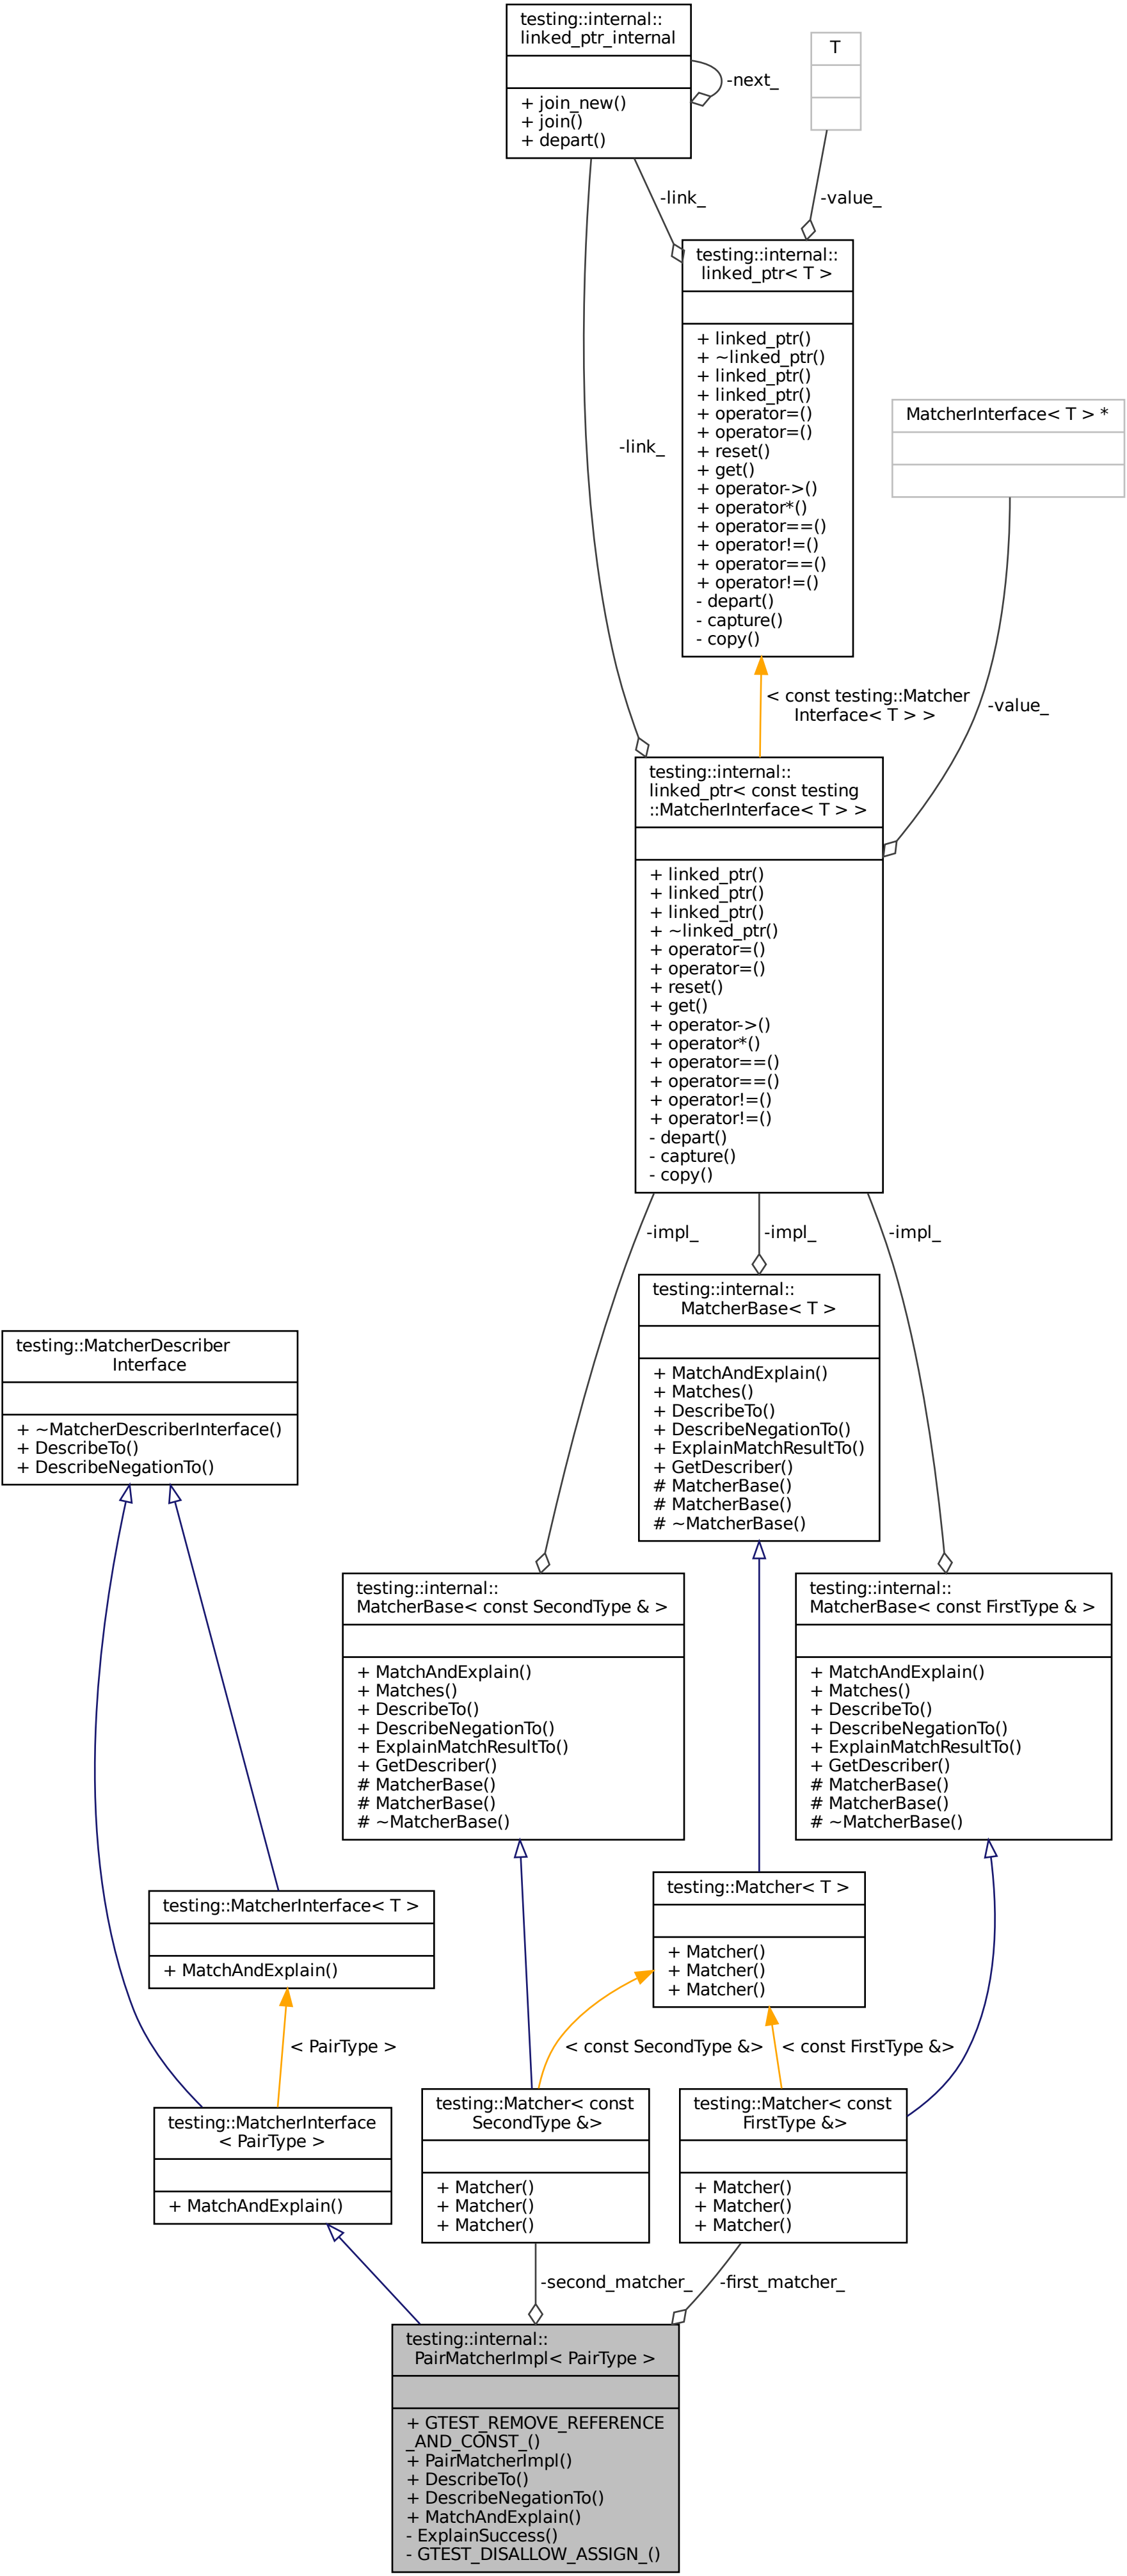 testing::internal::
linked_ptr_internal
+ join_new()
+ join()
+ depart()
-next_
T
-link_
-value_
testing::internal::
linked_ptr< T >
+ linked_ptr()
+ ~linked_ptr()
+ linked_ptr()
+ linked_ptr()
+ operator=()
+ operator=()
+ reset()
+ get()
+ operator->()
+ operator*()
+ operator==()
+ operator!=()
+ operator==()
+ operator!=()
- depart()
- capture()
- copy()
MatcherInterface< T > *
-link_
< const testing::Matcher
Interface< T > >
-value_
testing::internal::
linked_ptr< const testing
::MatcherInterface< T > >
+ linked_ptr()
+ linked_ptr()
+ linked_ptr()
+ ~linked_ptr()
+ operator=()
+ operator=()
+ reset()
+ get()
+ operator->()
+ operator*()
+ operator==()
+ operator==()
+ operator!=()
+ operator!=()
- depart()
- capture()
- copy()
-impl_
-impl_
-impl_
testing::internal::
MatcherBase< T >
+ MatchAndExplain()
+ Matches()
+ DescribeTo()
+ DescribeNegationTo()
+ ExplainMatchResultTo()
+ GetDescriber()
# MatcherBase()
# MatcherBase()
# ~MatcherBase()
testing::MatcherDescriber
Interface
+ ~MatcherDescriberInterface()
+ DescribeTo()
+ DescribeNegationTo()
testing::internal::
MatcherBase< const SecondType & >
+ MatchAndExplain()
+ Matches()
+ DescribeTo()
+ DescribeNegationTo()
+ ExplainMatchResultTo()
+ GetDescriber()
# MatcherBase()
# MatcherBase()
# ~MatcherBase()
testing::internal::
MatcherBase< const FirstType & >
+ MatchAndExplain()
+ Matches()
+ DescribeTo()
+ DescribeNegationTo()
+ ExplainMatchResultTo()
+ GetDescriber()
# MatcherBase()
# MatcherBase()
# ~MatcherBase()
testing::MatcherInterface< T >
+ MatchAndExplain()
testing::Matcher< T >
+ Matcher()
+ Matcher()
+ Matcher()
< PairType >
< const SecondType &>
< const FirstType &>
testing::MatcherInterface
< PairType >
+ MatchAndExplain()
testing::Matcher< const
SecondType &>
+ Matcher()
+ Matcher()
+ Matcher()
testing::Matcher< const
FirstType &>
+ Matcher()
+ Matcher()
+ Matcher()
-second_matcher_
-first_matcher_
testing::internal::
PairMatcherImpl< PairType >
+ GTEST_REMOVE_REFERENCE
_AND_CONST_()
+ PairMatcherImpl()
+ DescribeTo()
+ DescribeNegationTo()
+ MatchAndExplain()
- ExplainSuccess()
- GTEST_DISALLOW_ASSIGN_()